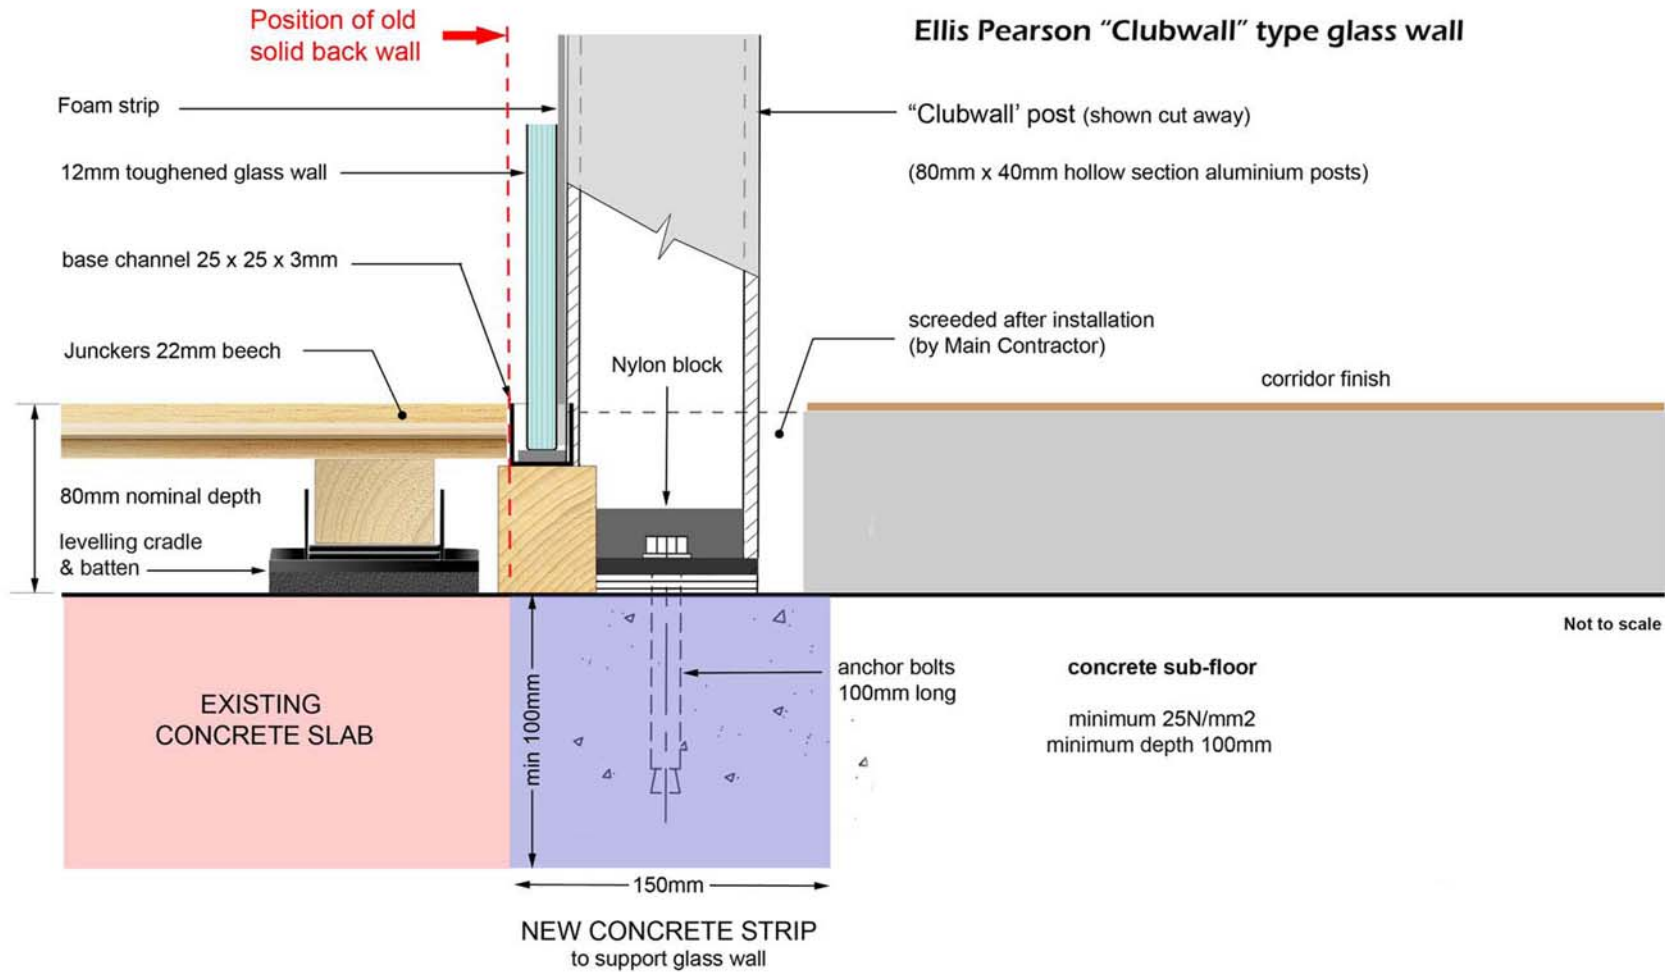 Position of old
solid back wall
Ellis Pearson “Clubwall” type glass wall
Foam strip
“Clubwall’ post (shown cut away)
12mm toughened glass wall
(80mm x 40mm hollow section aluminium posts)
base channel 25 x 25 x 3mm
screeded after installation
(by Main Contractor)
Junckers 22mm beech
Nylon block
corridor finish
80mm nominal depth
levelling cradle
& batten
Not to scale
EXISTING
CONCRETE SLAB
min 100mm
anchor bolts
100mm long
concrete sub-floor
minimum 25N/mm2
minimum depth 100mm
150mm
NEW CONCRETE STRIP
to support glass wall